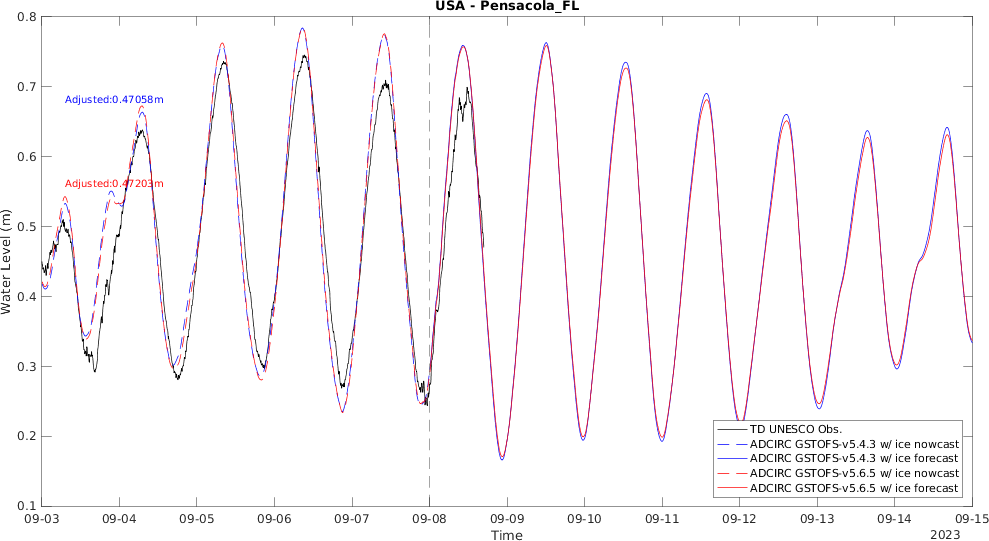 USA - Pensacola_FL
0.8
0.7
0.6
0.5
0.4
0.3
0.2
0.1
Water Level (m)
Adjusted:0.47058m
Adjusted:0.47203m
TD UNESCO Obs.
ADCIRC GSTOFS-v5.4.3 w/ ice nowcast
ADCIRC GSTOFS-v5.4.3 w/ ice forecast
ADCIRC GSTOFS-v5.6.5 w/ ice nowcast
ADCIRC GSTOFS-v5.6.5 w/ ice forecast
09-03 09-04 09-05 09-06 09-07 09-08 09-09 09-10 09-11 09-12 09-13 09-14 09-15
Time
2023